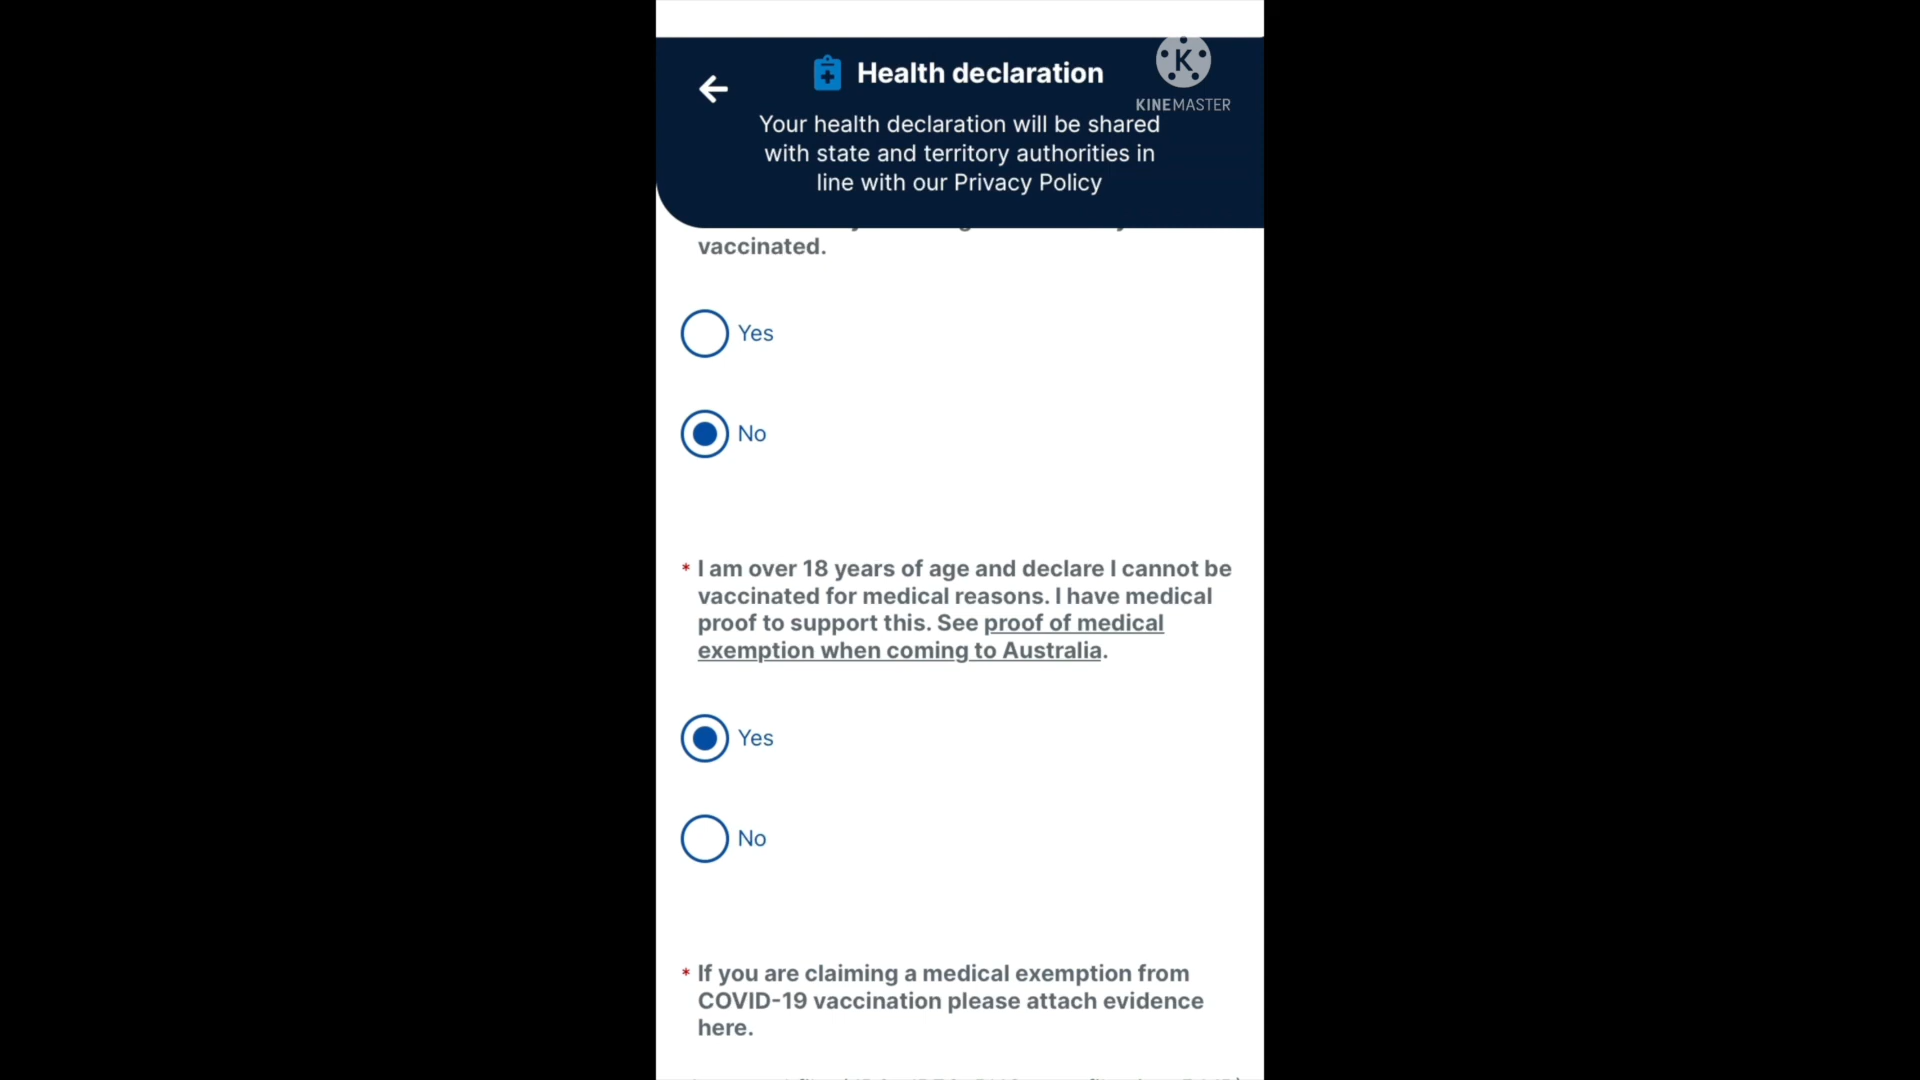 Health declaration
K
KINEMASTER
Your health declaration will be shared
with state and territory authorities in
line with our Privacy Policy
vaccinated.
Yes
No
* I am over 18 years of age and declare I cannot be
vaccinated for medical reasons. I have medical
proof to support this. See proof of medical
exemption when coming to Australia.
Yes
No
* If you are claiming a medical exemption from
COVID-19 vaccination please attach evidence
here.